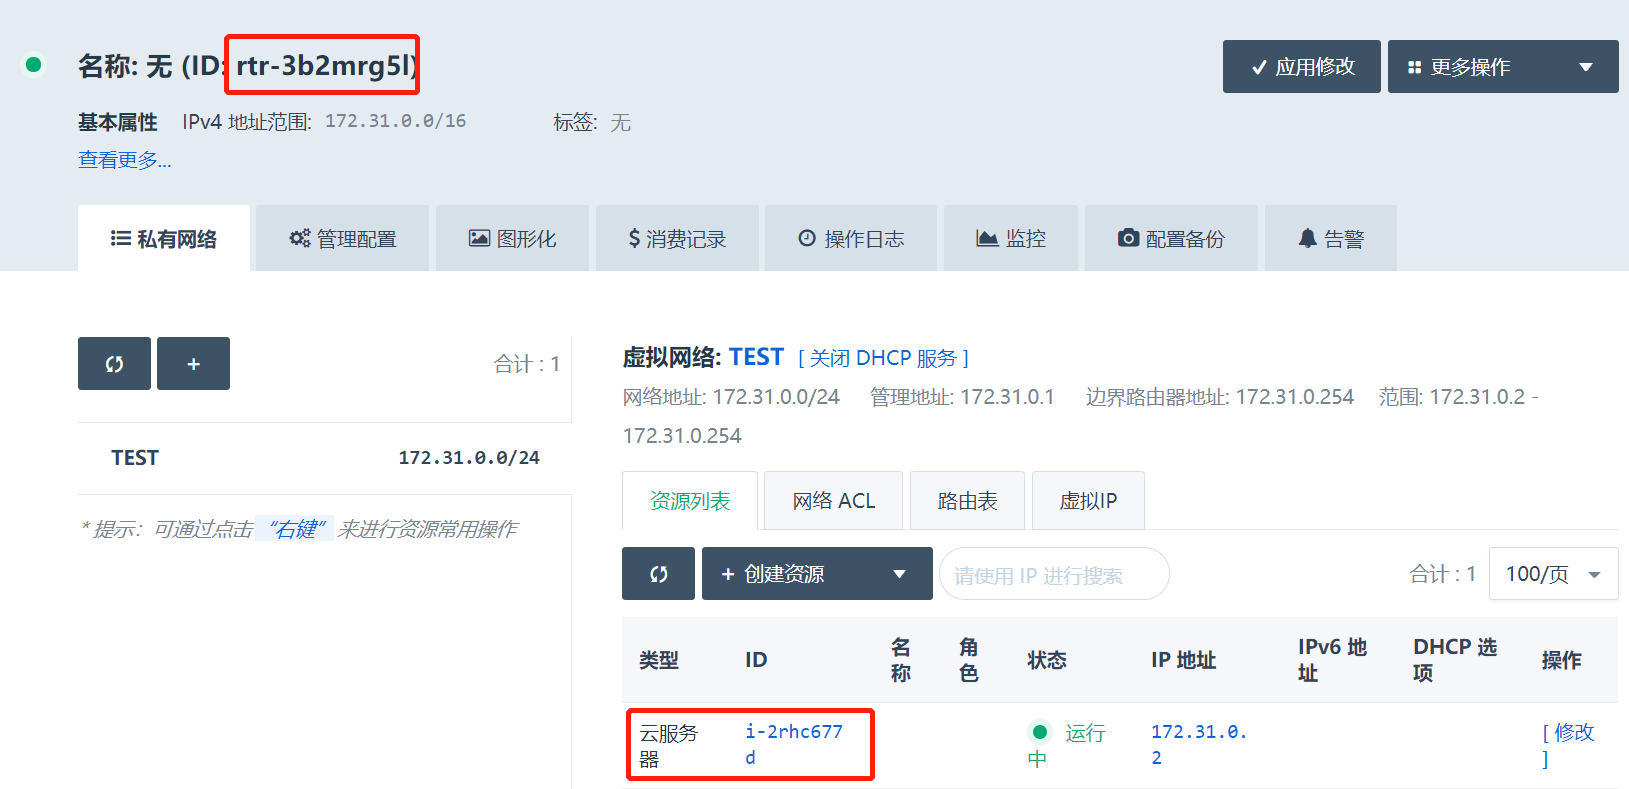 名称: 无 (ID: rtr-3b2mrg5l)
应用修改
更多操作
基本属性 IPv4 地址范围: 172.31.0.0/16 标签: 无
查看更多...
私有网络
管理配置
图形化
$ 消费记录
操作日志
监控
配置备份
告警
+
合计 : 1
TEST 172.31.0.0/24
* 提示: 可通过点击 “右键” 来进行资源常用操作
虚拟网络: TEST [ 关闭 DHCP 服务 ]
网络地址: 172.31.0.0/24 管理地址: 172.31.0.1 边界路由器地址: 172.31.0.254 范围: 172.31.0.2 -
172.31.0.254
资源列表
网络 ACL
路由表
虚拟IP
+ 创建资源
请使用 IP 进行搜索
合计 : 1
100/页
类型 ID 名称 角色 状态 IP 地址 IPv6 地址 DHCP 选项 操作
云服务器 i-2rhc677d 运行中 172.31.0.2 [ 修改 ]